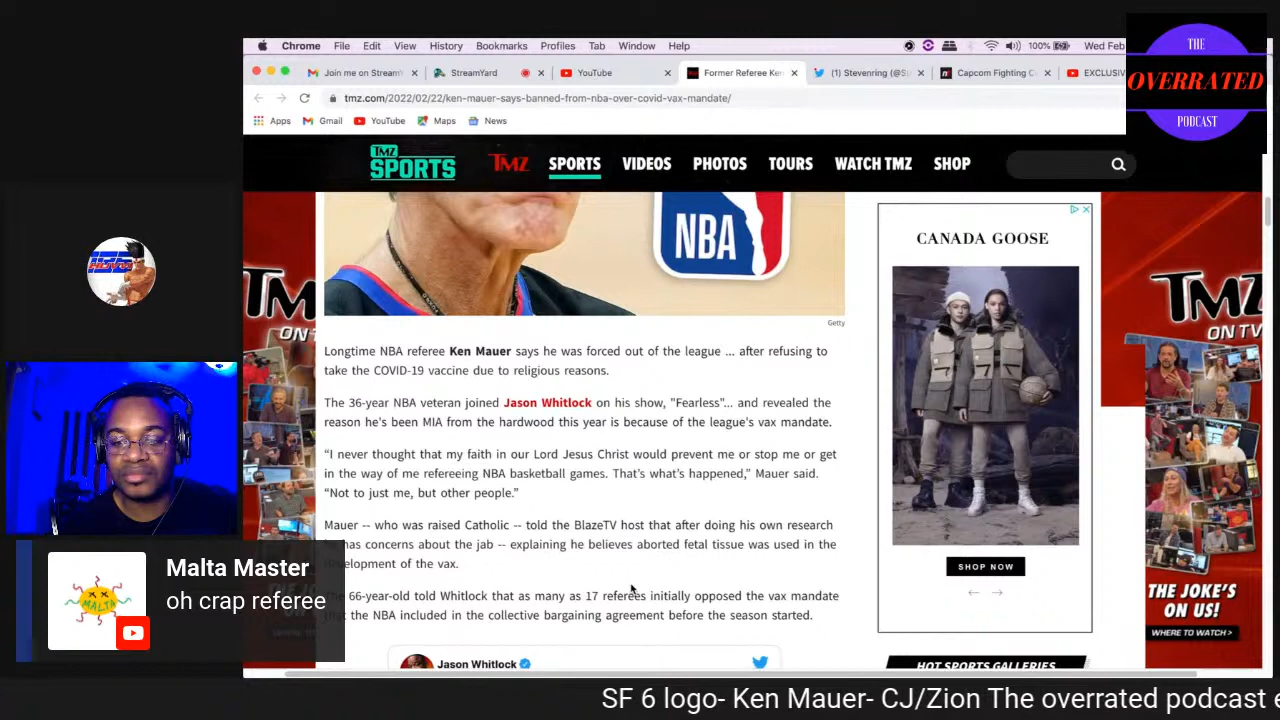 THE
OVERRATED
PODCAST
Chrome File Edit View History Bookmarks Profiles Tab Window Help
100% Wed Feb
Join me on Stream
StreamYard
YouTube
Former Referee Ken
(1) Stevenring
Capcom Fighting C
EXCLUSIV
tmz.com/2022/02/22/ken-mauer-says-banned-from-nba-over-covid-vax-mandate/
Apps Gmail YouTube Maps News
TMZ
SPORTS
TMZ SPORTS VIDEOS PHOTOS TOURS WATCH TMZ SHOP
NBA
Getty
Longtime NBA referee Ken Mauer says he was forced out of the league ... after refusing to
take the COVID-19 vaccine due to religious reasons.
The 36-year NBA veteran joined Jason Whitlock on his show, "Fearless"... and revealed the
reason he's been MIA from the hardwood this year is because of the league's vax mandate.
“I never thought that my faith in our Lord Jesus Christ would prevent me or stop me or get
in the way of me refereeing NBA basketball games. That’s what’s happened,” Mauer said.
“Not to just me, but other people.”
Mauer -- who was raised Catholic -- told the BlazeTV host that after doing his own research
has concerns about the jab -- explaining he believes aborted fetal tissue was used in the
of the vax.
66-year-old told Whitlock that as many as 17 referees initially opposed the vax mandate
the NBA included in the collective bargaining agreement before the season started.
Jason Whitlock
CANADA GOOSE
SHOP NOW
HOT SPORTS GALLERIES
TMZ
ON TV
THE JOKE'S
ON US!
WHERE TO WATCH >
MALTA
Malta Master
oh crap referee
SF 6 logo- Ken Mauer- CJ/Zion The overrated podcast e